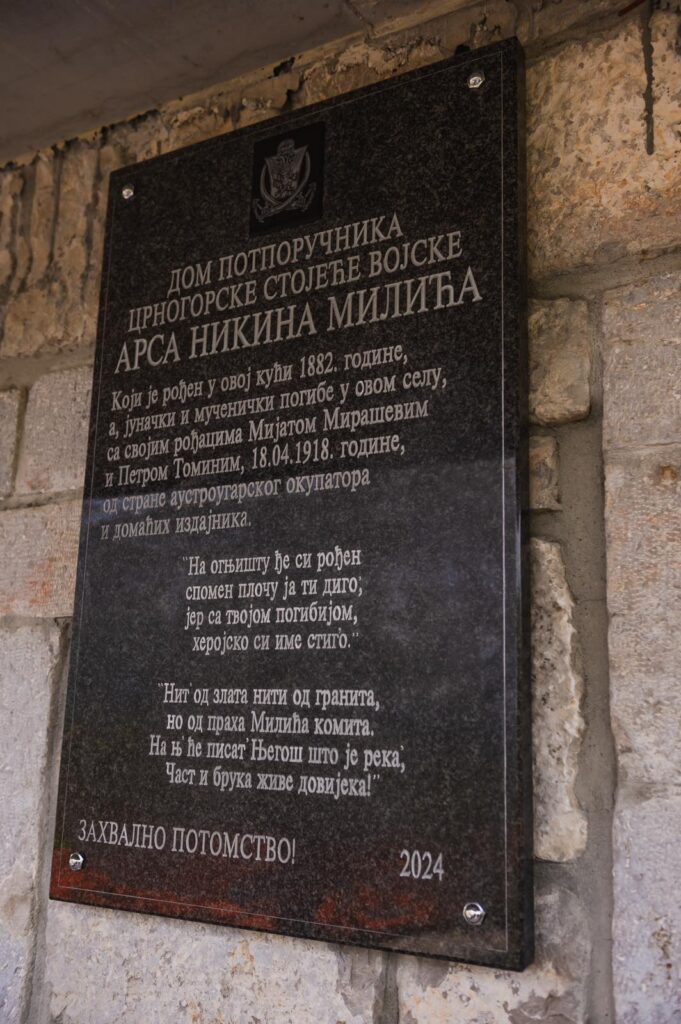 ДОМ ПОТПОРУЧНИКА
ЦРНОГОРСКЕ СТОЈЕЋЕ ВОЈСКЕ
АРСА НИКИНА МИЛИЋА
Који је рођен у овој кући 1882. године,
а, јуначки и мученички погибе у овом селу,
са својим рођацима Мијатом Мирашевим
и Петром Томиним, 18.04.1918. године,
од стране аустроугарског окупатора
и домаћих издајника.
"На огњишту ђе си рођен
спомен плочу ја ти диго',
јер са твојом погибијом,
херојско си име стиго'."
"Нит' од злата нити од гранита,
но од праха Милића комита.
На њ' ће писат' Његош што је река',
Част и брука живе довијека!"
ЗАХВАЛНО ПОТОМСТВО!
2024